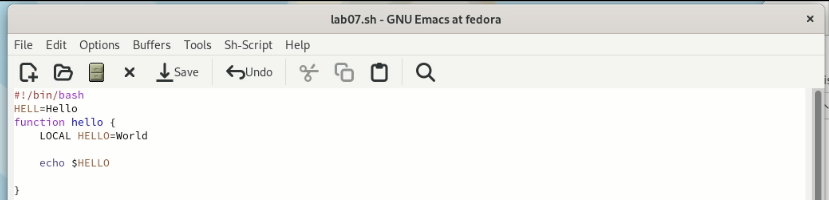 lab07.sh - GNU Emacs at fedora
File Edit Options Buffers Tools Sh-Script Help
Save Undo
#!/bin/bash
HELL=Hello
function hello {
    LOCAL HELLO=World
    echo $HELLO
}